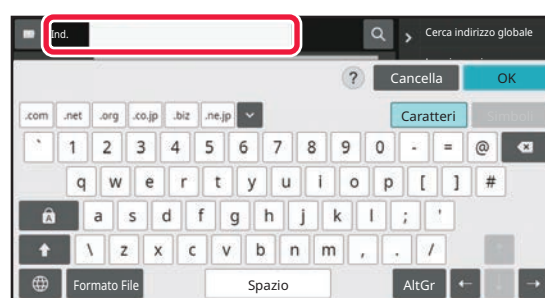 Ind.
Cerca indirizzo globale
? Cancella OK
.com .net .org .co.jp .biz .ne.jp Caratteri Simboli
` 1 2 3 4 5 6 7 8 9 0 - = @
q w e r t y u i o p [ ] #
A a s d f g h j k l ; '
\ z x c v b n m , . /
Formato File Spazio AltGr ← ↓ →